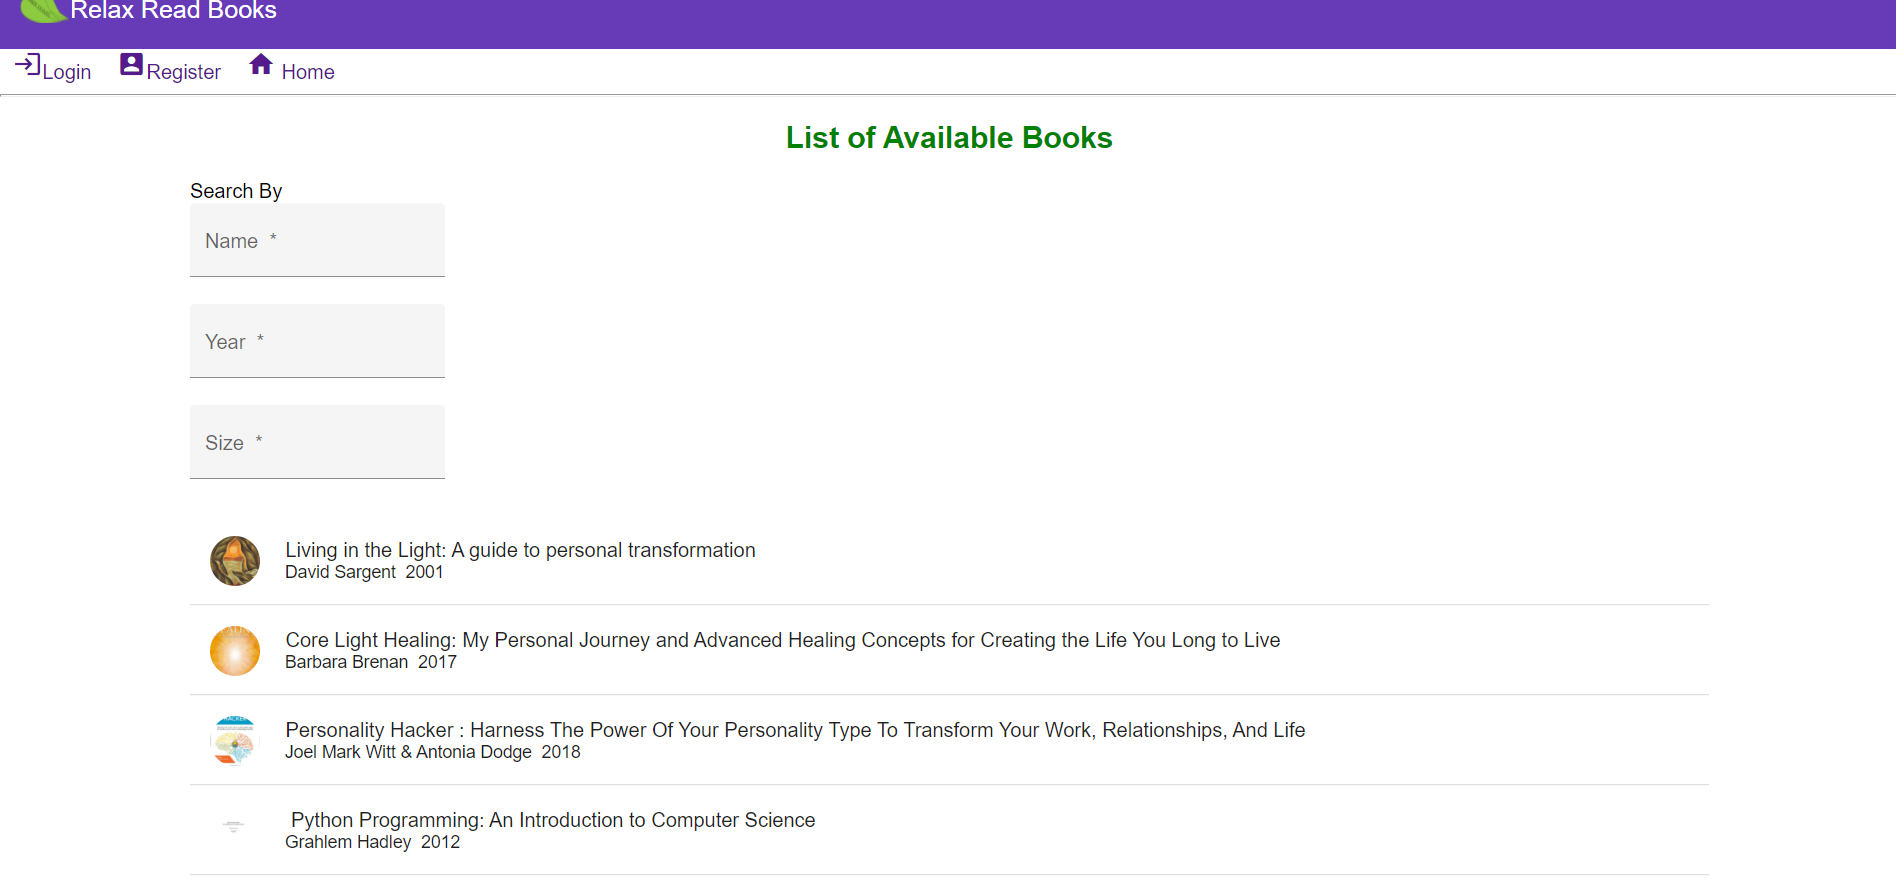 Relax Read Books
Login Register Home
List of Available Books
Search By
Name *
Year *
Size *
Living in the Light: A guide to personal transformation
David Sargent 2001
Core Light Healing: My Personal Journey and Advanced Healing Concepts for Creating the Life You Long to Live
Barbara Brenan 2017
Personality Hacker : Harness The Power Of Your Personality Type To Transform Your Work, Relationships, And Life
Joel Mark Witt & Antonia Dodge 2018
Python Programming: An Introduction to Computer Science
Grahlem Hadley 2012